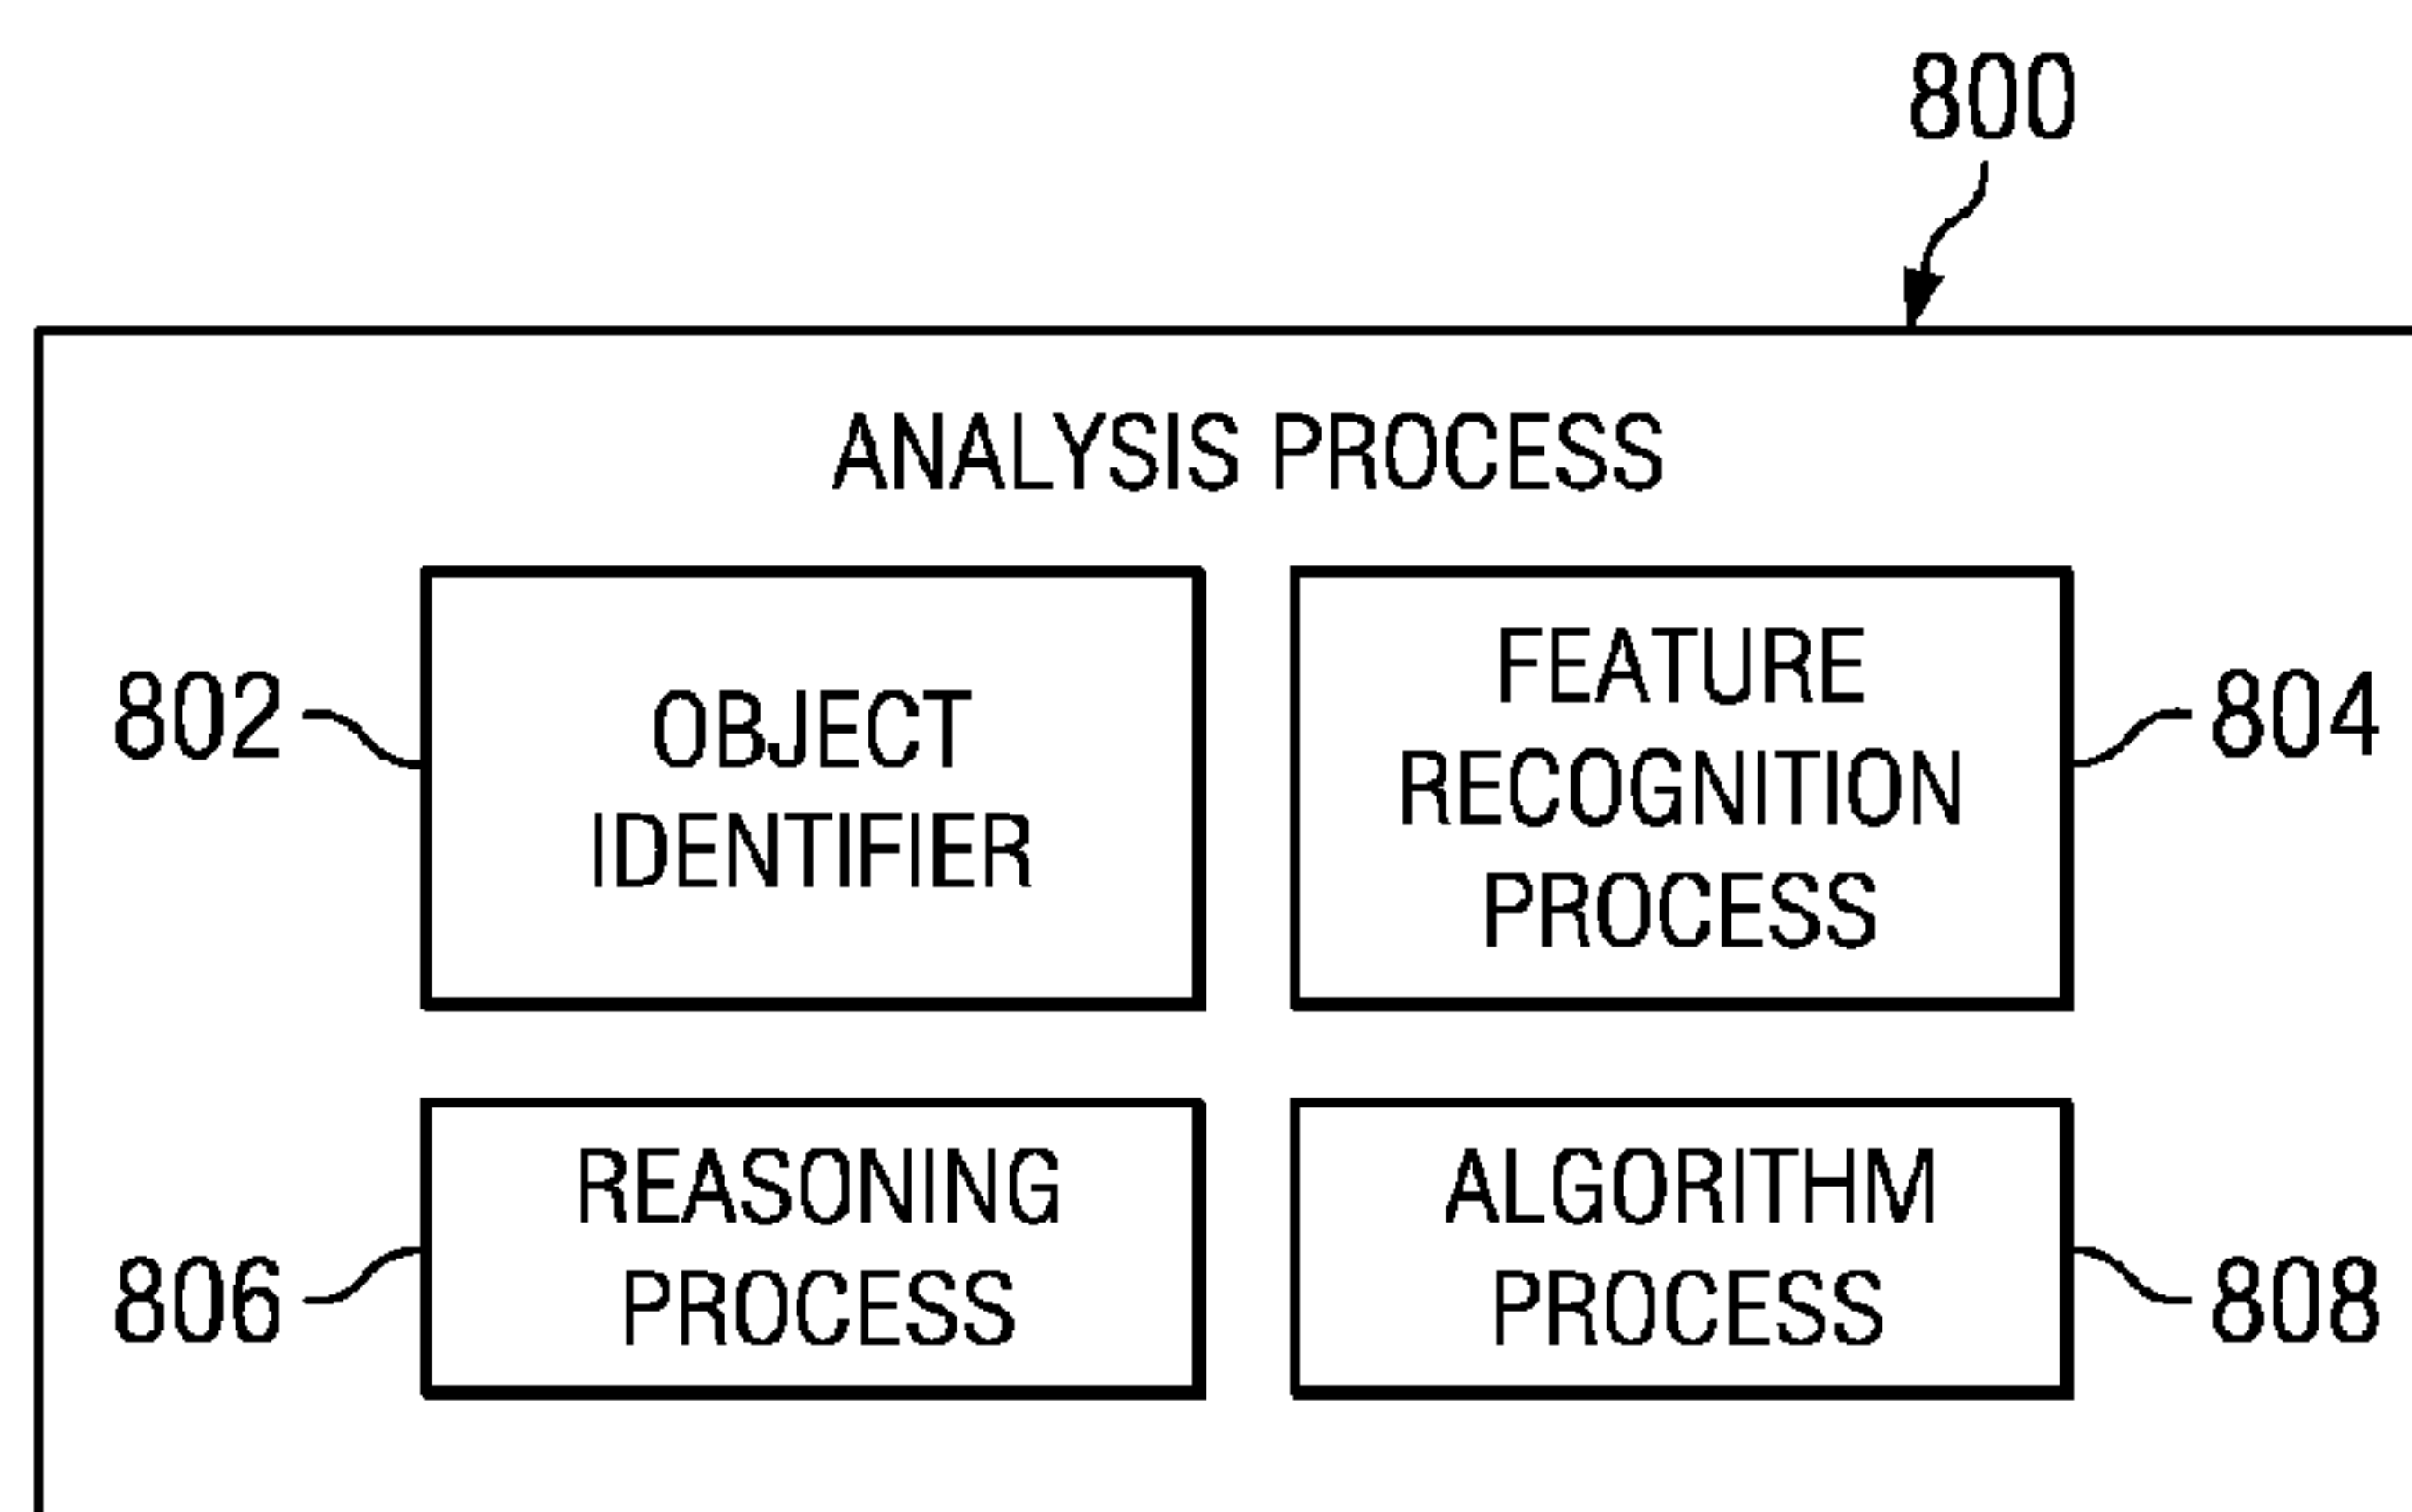 800
ANALYSIS PROCESS
802
OBJECT
IDENTIFIER
FEATURE
RECOGNITION
PROCESS
804
806
REASONING
PROCESS
ALGORITHM
PROCESS
808